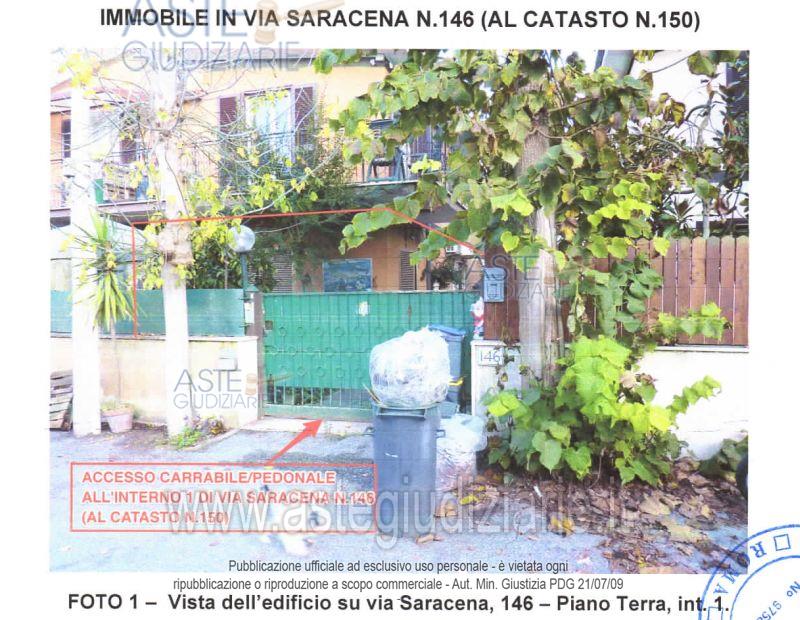 IMMOBILE IN VIA SARACENA N.146 (AL CATASTO N.150)
ASTE
GIUDIZIARIE
ASTE
GIUDIZIARIE
146
ASTE
GIUDIZIARIE
ACCESSO CARRABILE/PEDONALE
ALL'INTERNO 1 DI VIA SARACENA N.146
(AL CATASTO N.150)
www.astegiudiziarie.it
Pubblicazione ufficiale ad esclusivo uso personale - è vietata ogni
ripubblicazione o riproduzione a scopo commerciale - Aut. Min. Giustizia PDG 21/07/09
FOTO 1 – Vista dell'edificio su via Saracena, 146 – Piano Terra, int. 1.
ROMA
No 975